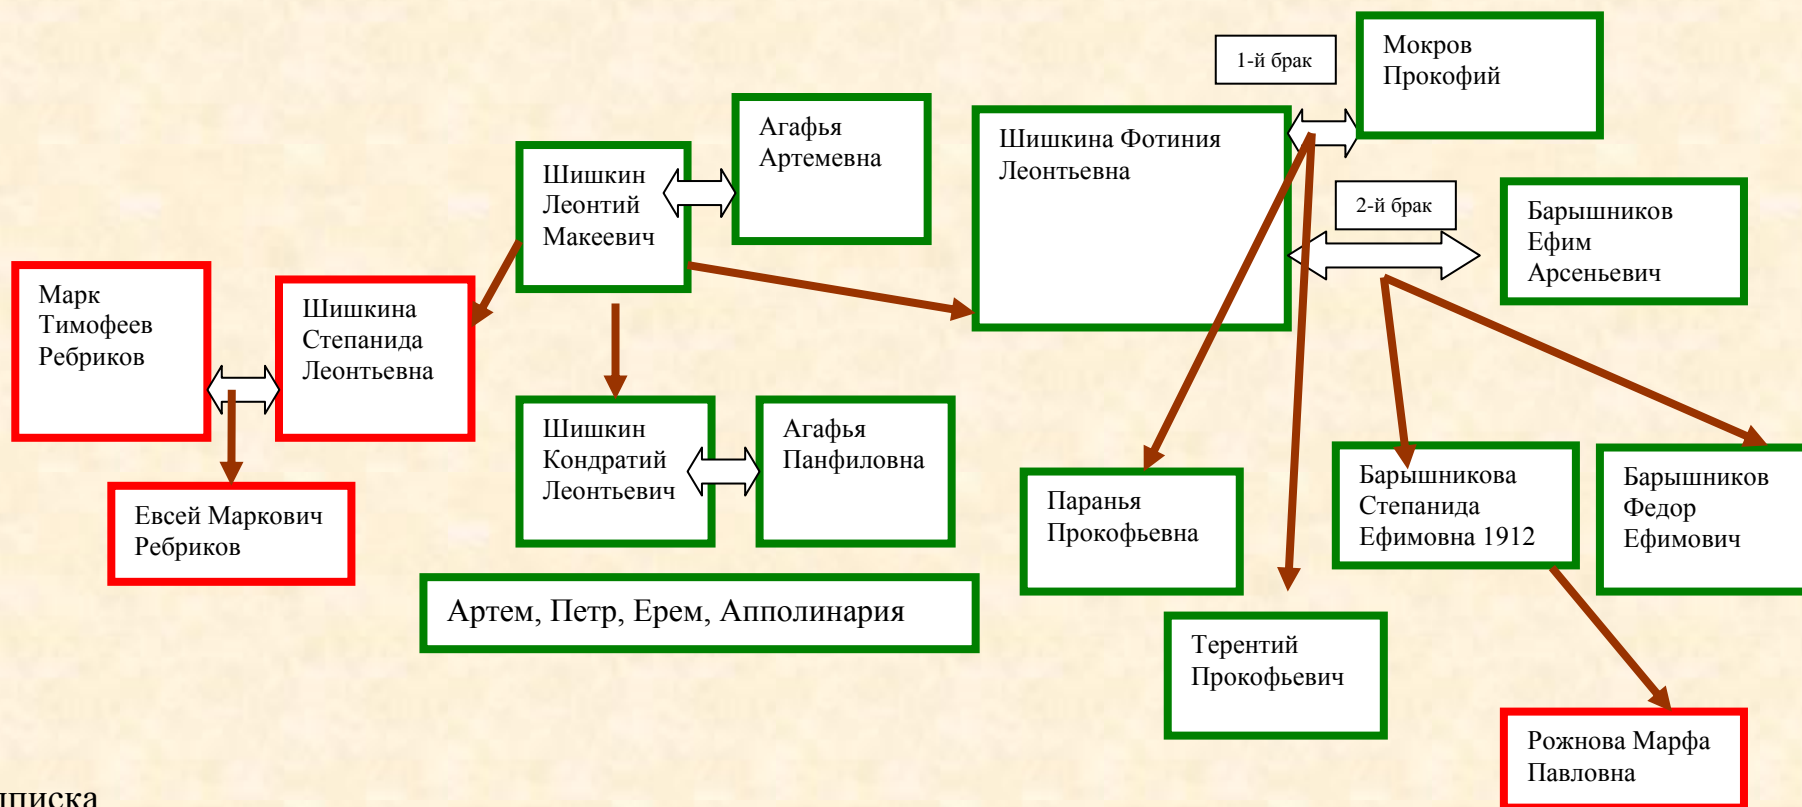 1-й брак
Мокров
Прокофий
Агафья
Артемевна
Шишкина Фотиния
Леонтьевна
Шишкин
Леонтий
Макеевич
2-й брак
Барышников
Ефим
Арсеньевич
Марк
Тимофеев
Ребриков
Шишкина
Степанида
Леонтьевна
Шишкин
Кондратий
Леонтьевич
Агафья
Панфиловна
Евсей Маркович
Ребриков
Паранья
Прокофьевна
Барышникова
Степанида
Ефимовна 1912
Барышников
Федор
Ефимович
Артем, Петр, Ерем, Апполинария
Терентий
Прокофьевич
Рожнова Марфа
Павловна